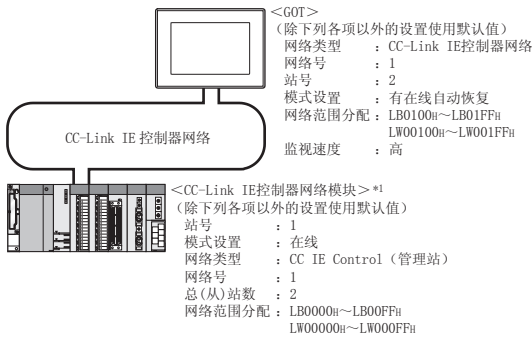 <GOT>
（除下列各项以外的设置使用默认值）
网络类型 ：CC-Link IE控制器网络
网络号 ：1
站号 ：2
模式设置 ：有在线自动恢复
网络范围分配：LB0100H～LB01FFH
LW00100H～LW001FFH
监视速度 ：高
CC-Link IE 控制器网络
<CC-Link IE控制器网络模块>*1
（除下列各项以外的设置使用默认值）
站号 ：1
模式设置 ：在线
网络类型 ：CC IE Control（管理站）
网络号 ：1
总(从)站数 ：2
网络范围分配：LB0000H～LB00FFH
LW00000H～LW000FFH